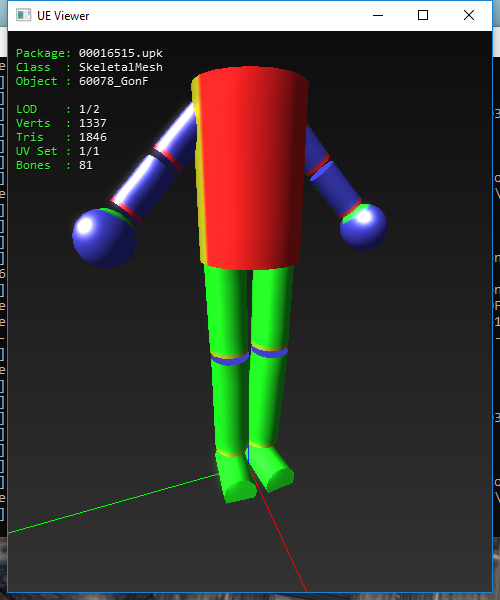 UE Viewer
Package: 00016515.upk
Class : SkeletalMesh
Object : 60078_GonF
LOD : 1/2
Verts : 1337
Tris : 1846
UV Set : 1/1
Bones : 81